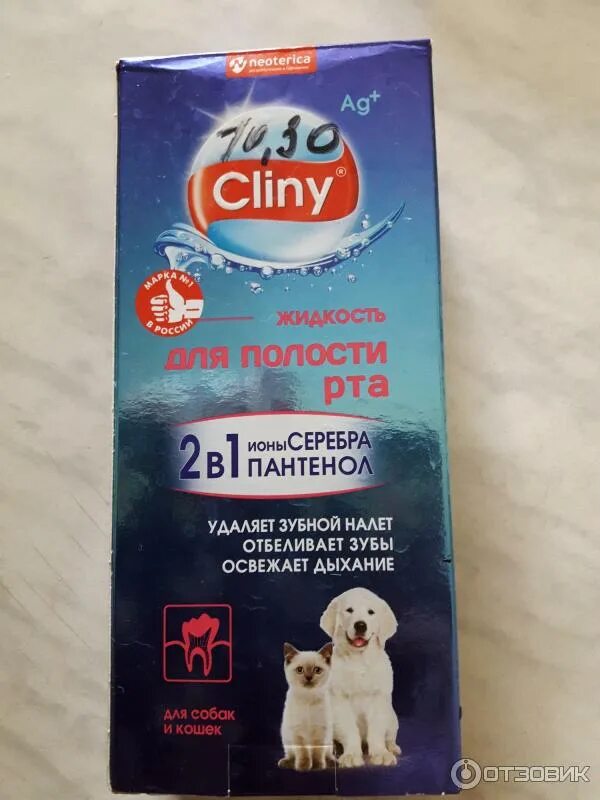 neoterica
Ag+
70,30
Cliny®
МАРКА №1
В РОССИИ
ЖИДКОСТЬ
ДЛЯ ПОЛОСТИ
РТА
2 в 1 ионы СЕРЕБРА
ПАНТЕНОЛ
УДАЛЯЕТ ЗУБНОЙ НАЛЕТ
ОТБЕЛИВАЕТ ЗУБЫ
ОСВЕЖАЕТ ДЫХАНИЕ
для собак
и кошек
ОТЗОВИК